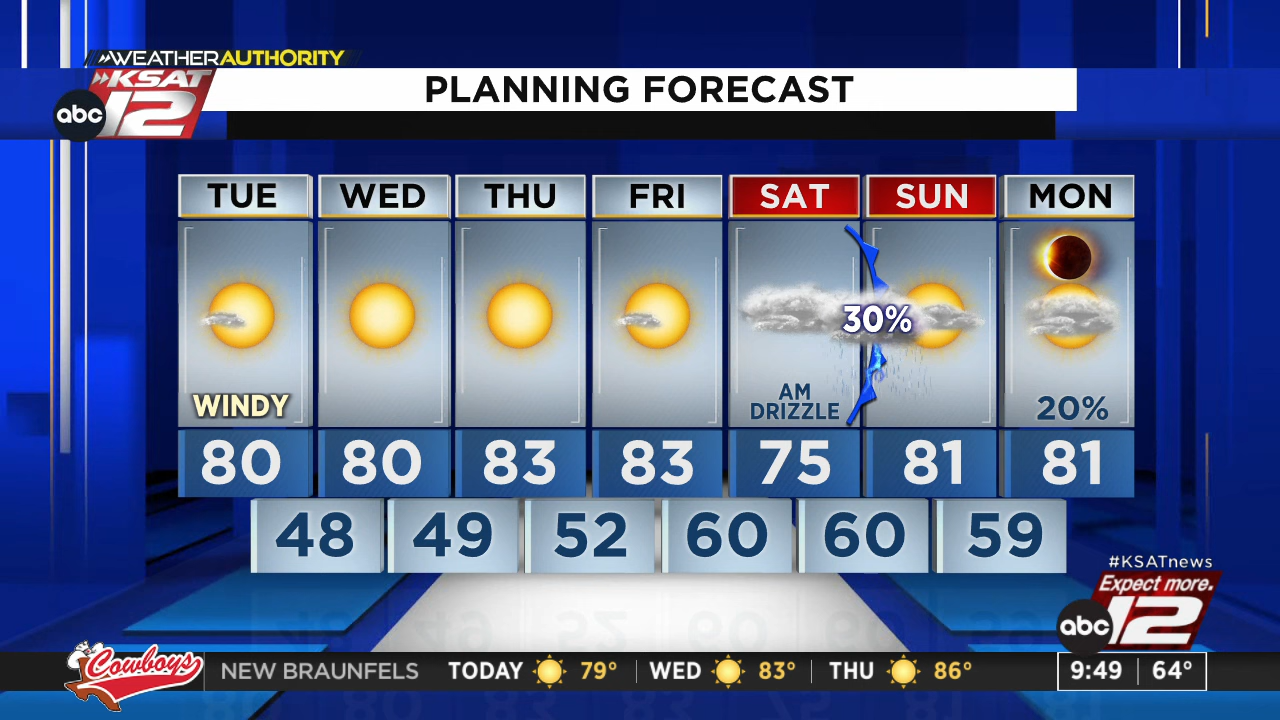 WEATHERAUTHORITY
KSAT
abc 12
PLANNING FORECAST
TUE WED THU FRI SAT SUN MON
30%
WINDY AM DRIZZLE 20%
80 80 83 83 75 81 81
48 49 52 60 60 59
#KSATnews
Expect more.
abc 12
Cowboys NEW BRAUNFELS TODAY 79° WED 83° THU 86° 9:49 64°